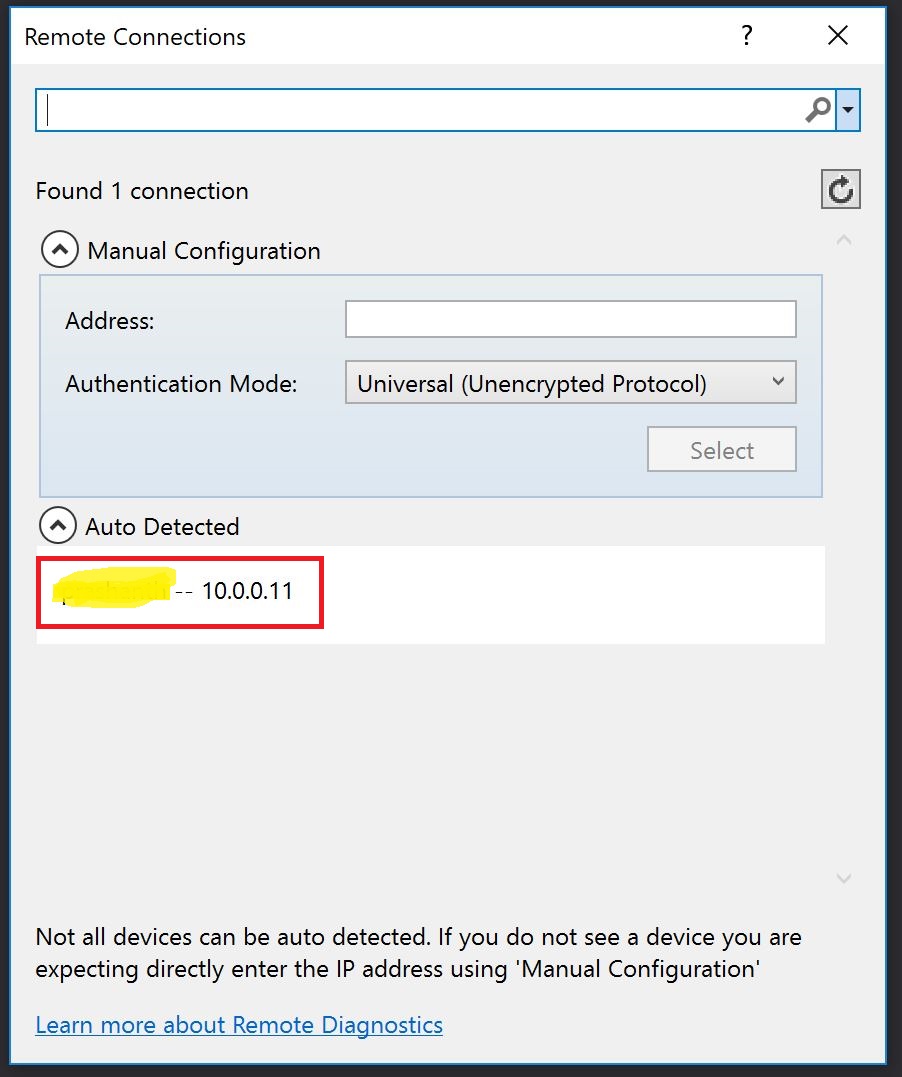 Remote Connections ?
Found 1 connection
Manual Configuration
Address:
Authentication Mode: Universal (Unencrypted Protocol)
Select
Auto Detected
-- 10.0.0.11
Not all devices can be auto detected. If you do not see a device you are
expecting directly enter the IP address using 'Manual Configuration'
Learn more about Remote Diagnostics